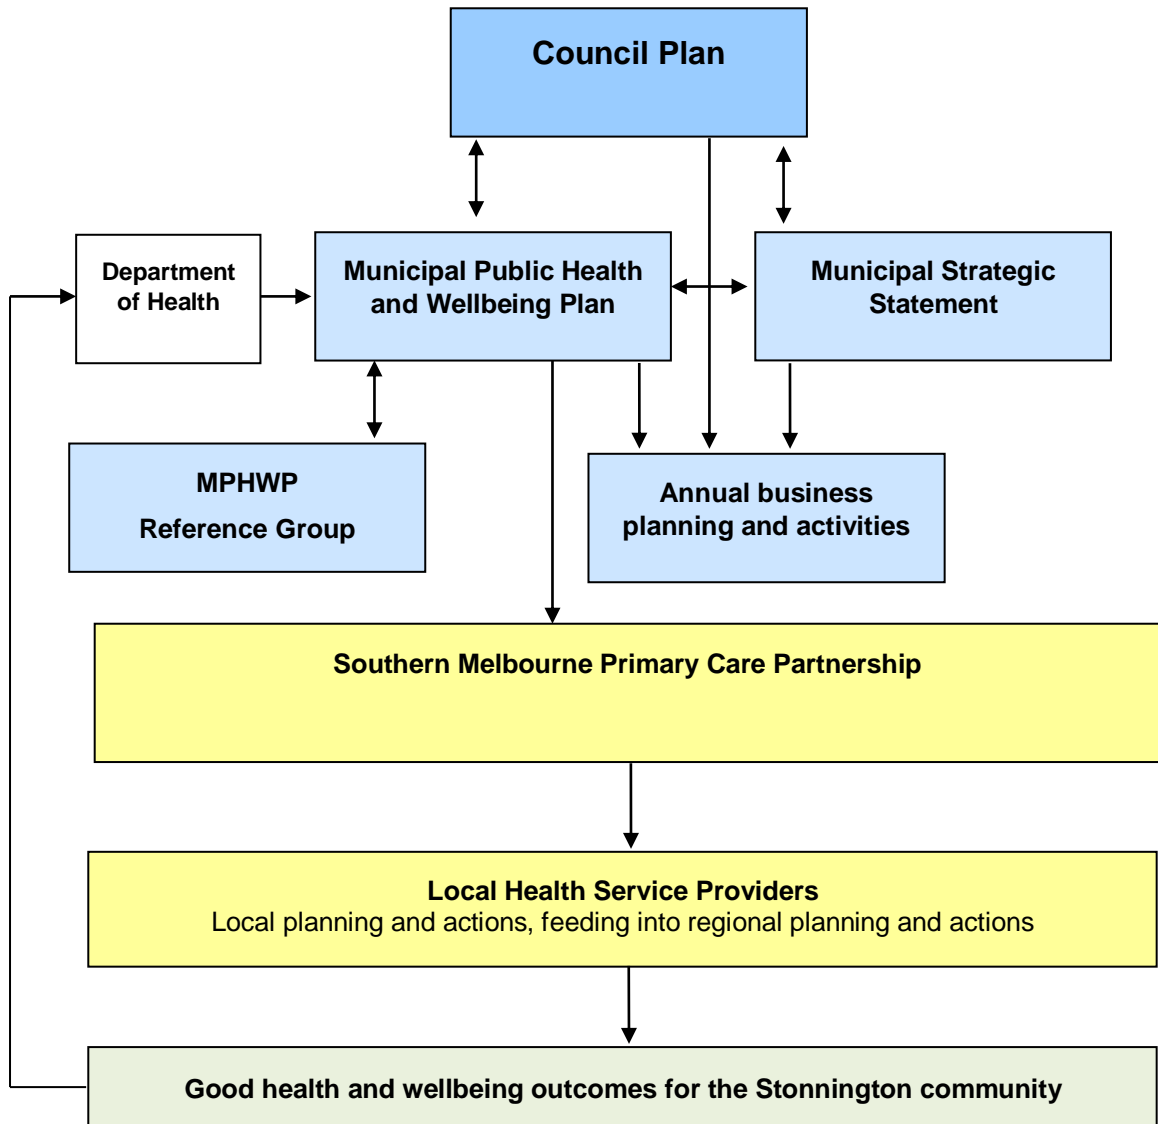 Council Plan
Department
of Health
Municipal Public Health
and Wellbeing Plan
Municipal Strategic
Statement
MPHWP
Reference Group
Annual business
planning and activities
Southern Melbourne Primary Care Partnership
Local Health Service Providers
Local planning and actions, feeding into regional planning and actions
Good health and wellbeing outcomes for the Stonnington community